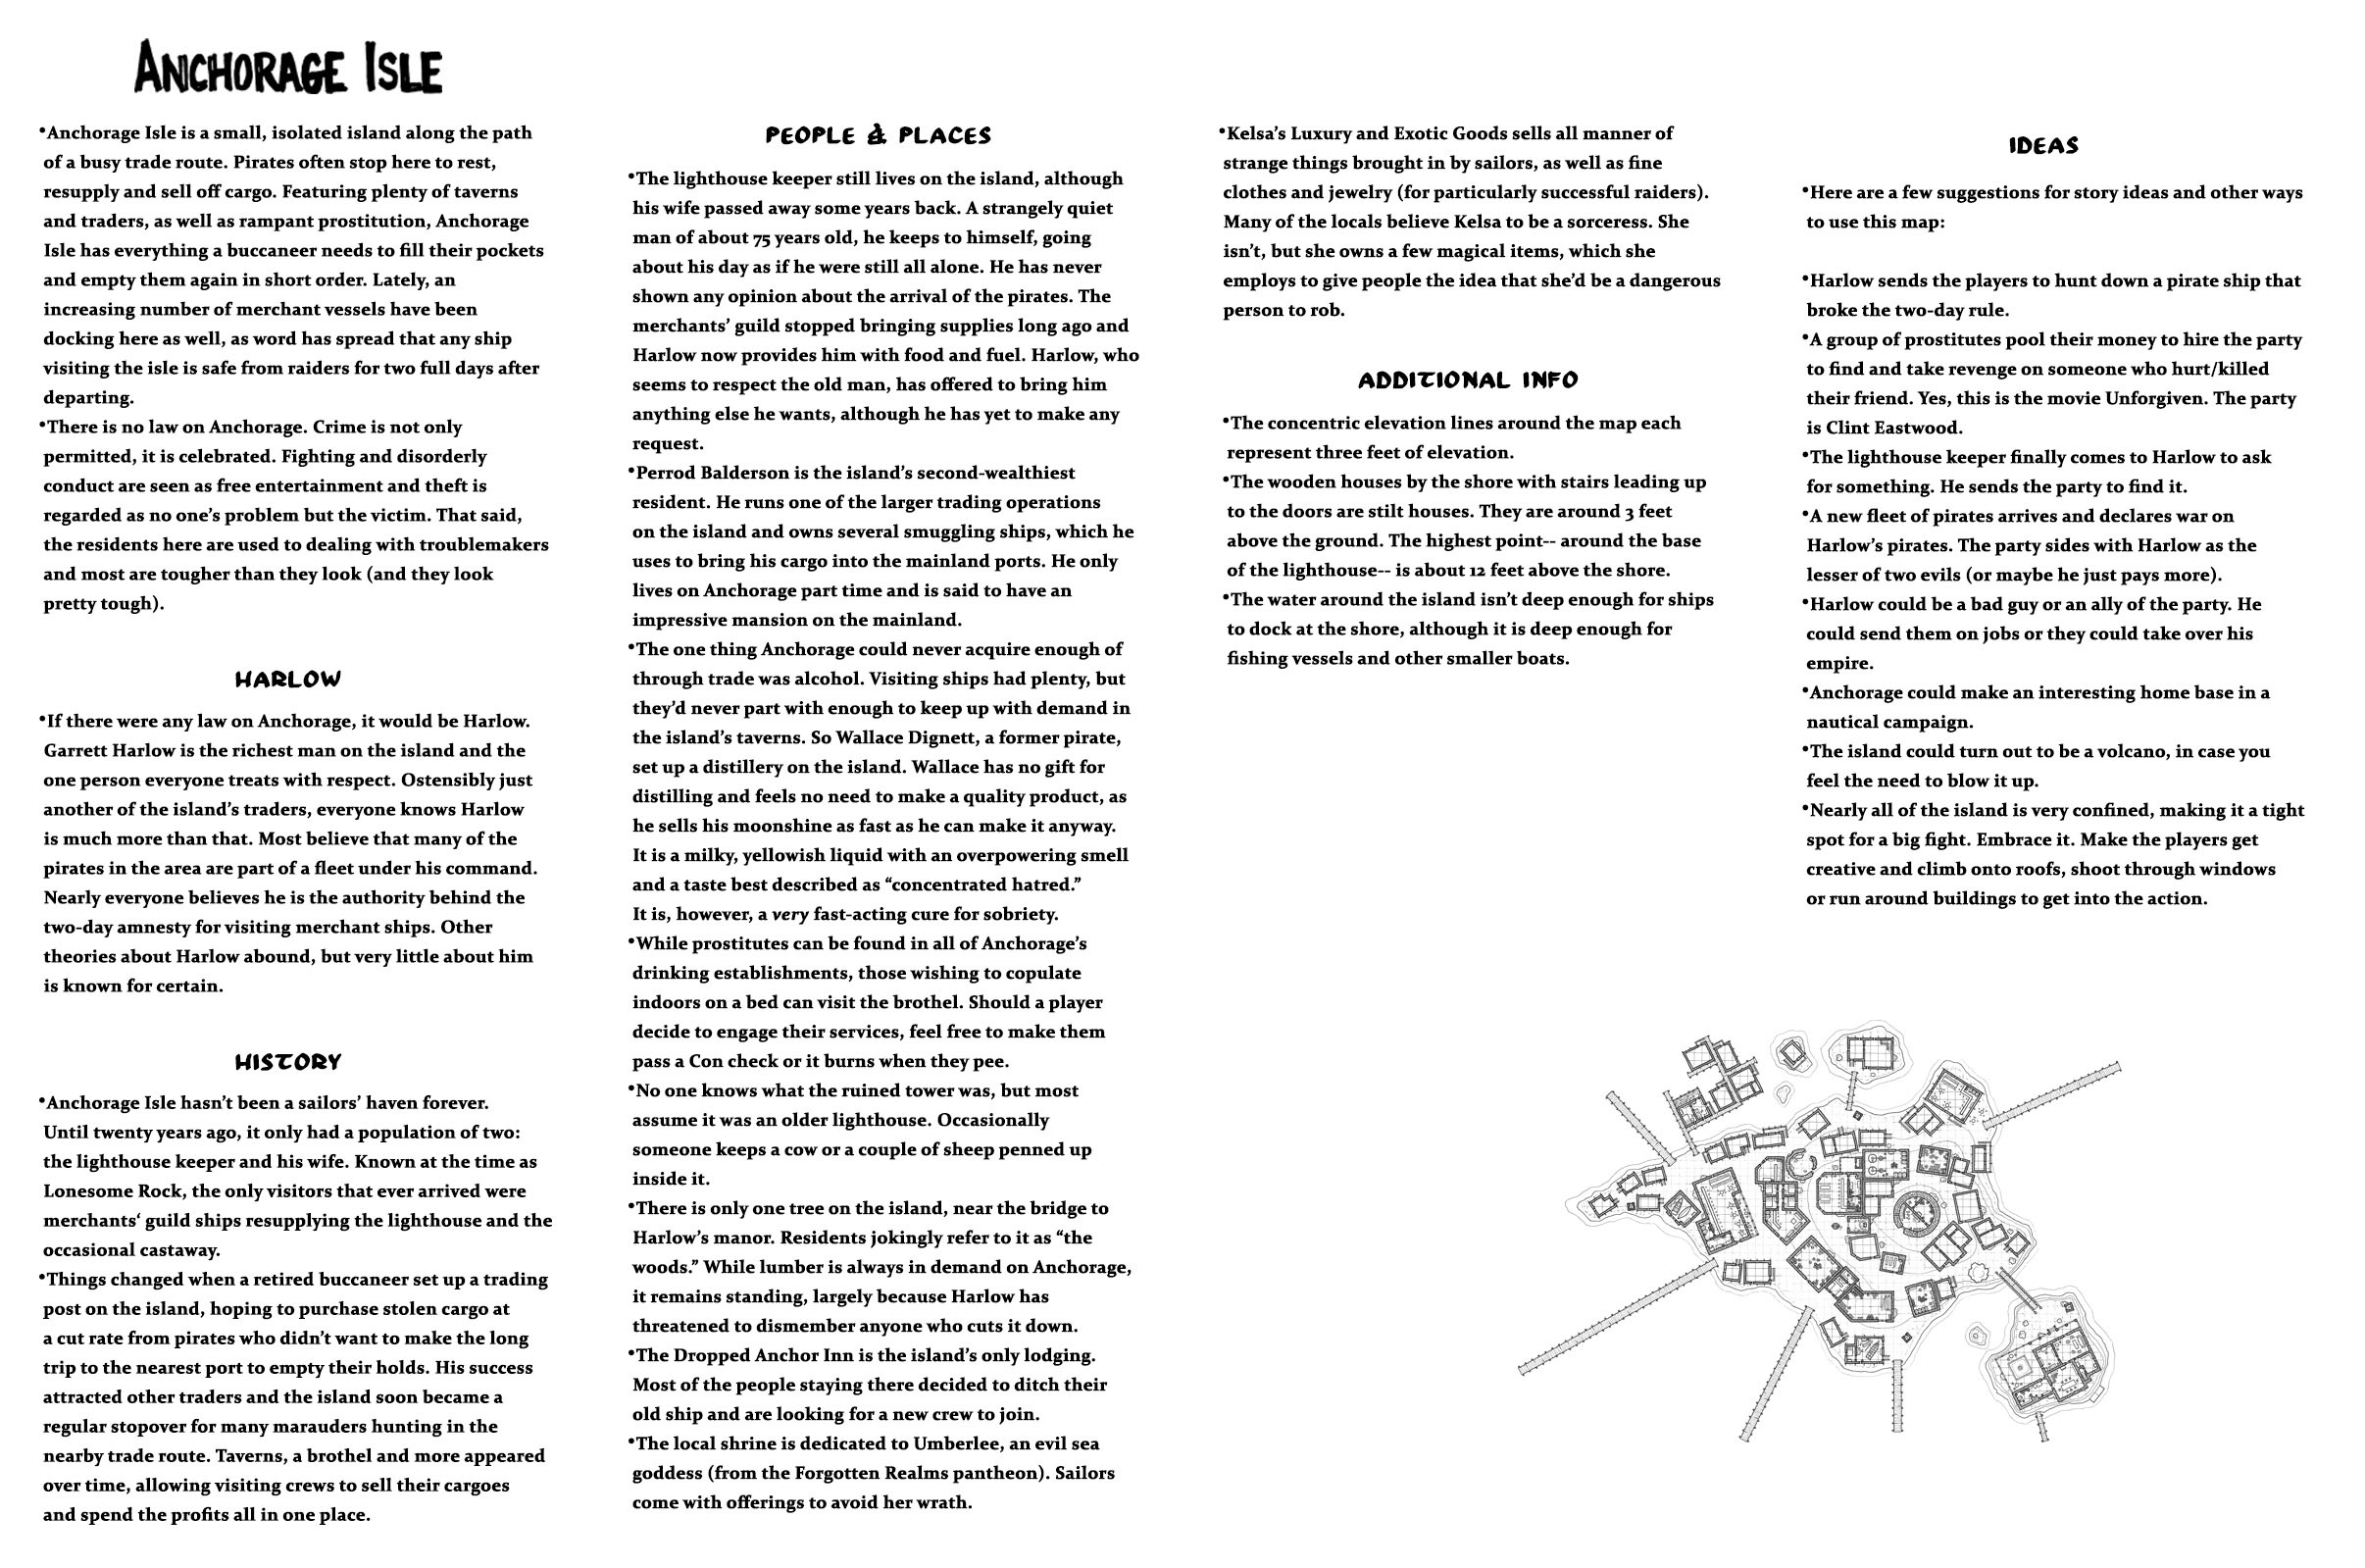 Anchorage Isle
•Anchorage Isle is a small, isolated island along the path
of a busy trade route. Pirates often stop here to rest,
resupply and sell off cargo. Featuring plenty of taverns
and traders, as well as rampant prostitution, Anchorage
Isle has everything a buccaneer needs to fill their pockets
and empty them again in short order. Lately, an
increasing number of merchant vessels have been
docking here as well, as word has spread that any ship
visiting the isle is safe from raiders for two full days after
departing.
•There is no law on Anchorage. Crime is not only
permitted, it is celebrated. Fighting and disorderly
conduct are seen as free entertainment and theft is
regarded as no one's problem but the victim. That said,
the residents here are used to dealing with troublemakers
and most are tougher than they look (and they look
pretty tough).
HARLOW
•If there were any law on Anchorage, it would be Harlow.
Garrett Harlow is the richest man on the island and the
one person everyone treats with respect. Ostensibly just
another of the island's traders, everyone knows Harlow
is much more than that. Most believe that many of the
pirates in the area are part of a fleet under his command.
Nearly everyone believes he is the authority behind the
two-day amnesty for visiting merchant ships. Other
theories about Harlow abound, but very little about him
is known for certain.
HISTORY
•Anchorage Isle hasn't been a sailors' haven forever.
Until twenty years ago, it only had a population of two:
the lighthouse keeper and his wife. Known at the time as
Lonesome Rock, the only visitors that ever arrived were
merchants‘ guild ships resupplying the lighthouse and the
occasional castaway.
•Things changed when a retired buccaneer set up a trading
post on the island, hoping to purchase stolen cargo at
a cut rate from pirates who didn't want to make the long
trip to the nearest port to empty their holds. His success
attracted other traders and the island soon became a
regular stopover for many marauders hunting in the
nearby trade route. Taverns, a brothel and more appeared
over time, allowing visiting crews to sell their cargoes
and spend the profits all in one place.
PEOPLE & PLACES
•The lighthouse keeper still lives on the island, although
his wife passed away some years back. A strangely quiet
man of about 75 years old, he keeps to himself, going
about his day as if he were still all alone. He has never
shown any opinion about the arrival of the pirates. The
merchants' guild stopped bringing supplies long ago and
Harlow now provides him with food and fuel. Harlow, who
seems to respect the old man, has offered to bring him
anything else he wants, although he has yet to make any
request.
•Perrod Balderson is the island's second-wealthiest
resident. He runs one of the larger trading operations
on the island and owns several smuggling ships, which he
uses to bring his cargo into the mainland ports. He only
lives on Anchorage part time and is said to have an
impressive mansion on the mainland.
•The one thing Anchorage could never acquire enough of
through trade was alcohol. Visiting ships had plenty, but
they'd never part with enough to keep up with demand in
the island's taverns. So Wallace Dignett, a former pirate,
set up a distillery on the island. Wallace has no gift for
distilling and feels no need to make a quality product, as
he sells his moonshine as fast as he can make it anyway.
It is a milky, yellowish liquid with an overpowering smell
and a taste best described as “concentrated hatred.”
It is, however, a very fast-acting cure for sobriety.
•While prostitutes can be found in all of Anchorage's
drinking establishments, those wishing to copulate
indoors on a bed can visit the brothel. Should a player
decide to engage their services, feel free to make them
pass a Con check or it burns when they pee.
•No one knows what the ruined tower was, but most
assume it was an older lighthouse. Occasionally
someone keeps a cow or a couple of sheep penned up
inside it.
•There is only one tree on the island, near the bridge to
Harlow's manor. Residents jokingly refer to it as “the
woods.” While lumber is always in demand on Anchorage,
it remains standing, largely because Harlow has
threatened to dismember anyone who cuts it down.
•The Dropped Anchor Inn is the island's only lodging.
Most of the people staying there decided to ditch their
old ship and are looking for a new crew to join.
•The local shrine is dedicated to Umberlee, an evil sea
goddess (from the Forgotten Realms pantheon). Sailors
come with offerings to avoid her wrath.
•Kelsa's Luxury and Exotic Goods sells all manner of
strange things brought in by sailors, as well as fine
clothes and jewelry (for particularly successful raiders).
Many of the locals believe Kelsa to be a sorceress. She
isn't, but she owns a few magical items, which she
employs to give people the idea that she'd be a dangerous
person to rob.
ADDITIONAL INFO
•The concentric elevation lines around the map each
represent three feet of elevation.
•The wooden houses by the shore with stairs leading up
to the doors are stilt houses. They are around 3 feet
above the ground. The highest point-- around the base
of the lighthouse-- is about 12 feet above the shore.
•The water around the island isn't deep enough for ships
to dock at the shore, although it is deep enough for
fishing vessels and other smaller boats.
IDEAS
•Here are a few suggestions for story ideas and other ways
to use this map:
•Harlow sends the players to hunt down a pirate ship that
broke the two-day rule.
•A group of prostitutes pool their money to hire the party
to find and take revenge on someone who hurt/killed
their friend. Yes, this is the movie Unforgiven. The party
is Clint Eastwood.
•The lighthouse keeper finally comes to Harlow to ask
for something. He sends the party to find it.
•A new fleet of pirates arrives and declares war on
Harlow's pirates. The party sides with Harlow as the
lesser of two evils (or maybe he just pays more).
•Harlow could be a bad guy or an ally of the party. He
could send them on jobs or they could take over his
empire.
•Anchorage could make an interesting home base in a
nautical campaign.
•The island could turn out to be a volcano, in case you
feel the need to blow it up.
•Nearly all of the island is very confined, making it a tight
spot for a big fight. Embrace it. Make the players get
creative and climb onto roofs, shoot through windows
or run around buildings to get into the action.